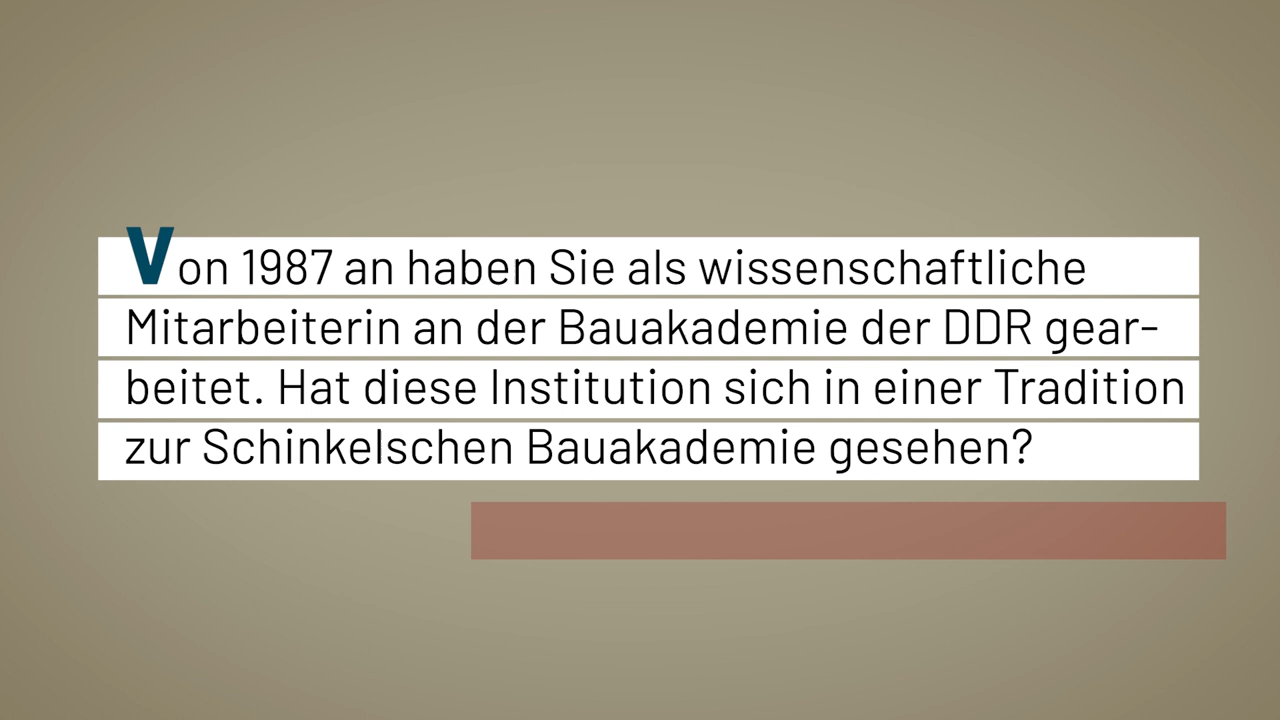 Von 1987 an haben Sie als wissenschaftliche
Mitarbeiterin an der Bauakademie der DDR gear-
beitet. Hat diese Institution sich in einer Tradition
zur Schinkelschen Bauakademie gesehen?